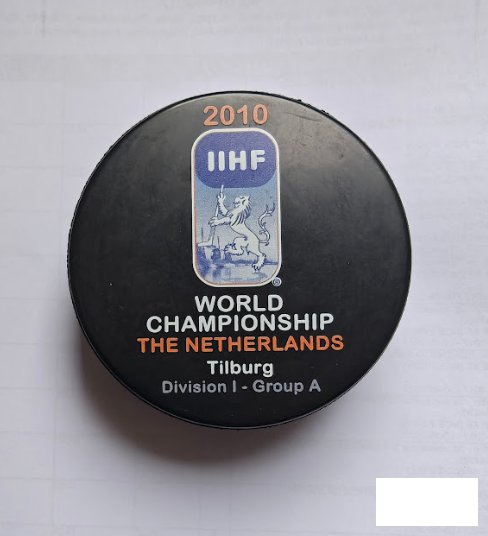 2010
IIHF
®
WORLD
CHAMPIONSHIP
THE NETHERLANDS
Tilburg
Division I - Group A